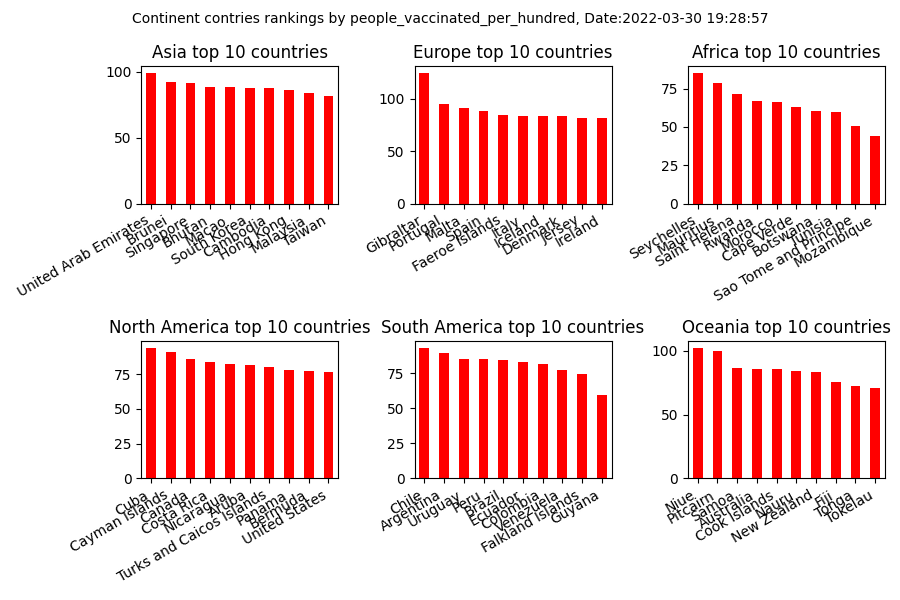 Continent contries rankings by people_vaccinated_per_hundred, Date:2022-03-30 19:28:57
Asia top 10 countries
100
50
0
United Arab Emirates
Brunei
Singapore
Bhutan
Macao
South Korea
Cambodia
Hong Kong
Malaysia
Taiwan
Europe top 10 countries
100
50
0
Gibraltar
Portugal
Malta
Spain
Faeroe Islands
Italy
Iceland
Denmark
Jersey
Ireland
Africa top 10 countries
75
50
25
0
Seychelles
Mauritius
Saint Helena
Rwanda
Morocco
Cape Verde
Botswana
Tunisia
Sao Tome and Principe
Mozambique
North America top 10 countries
75
50
25
0
Cuba
Cayman Islands
Canada
Costa Rica
Nicaragua
Aruba
Turks and Caicos Islands
Panama
Bermuda
United States
South America top 10 countries
75
50
25
0
Chile
Argentina
Uruguay
Peru
Brazil
Ecuador
Colombia
Venezuela
Falkland Islands
Guyana
Oceania top 10 countries
100
50
0
Niue
Pitcairn
Samoa
Australia
Cook Islands
Nauru
New Zealand
Fiji
Tonga
Tokelau